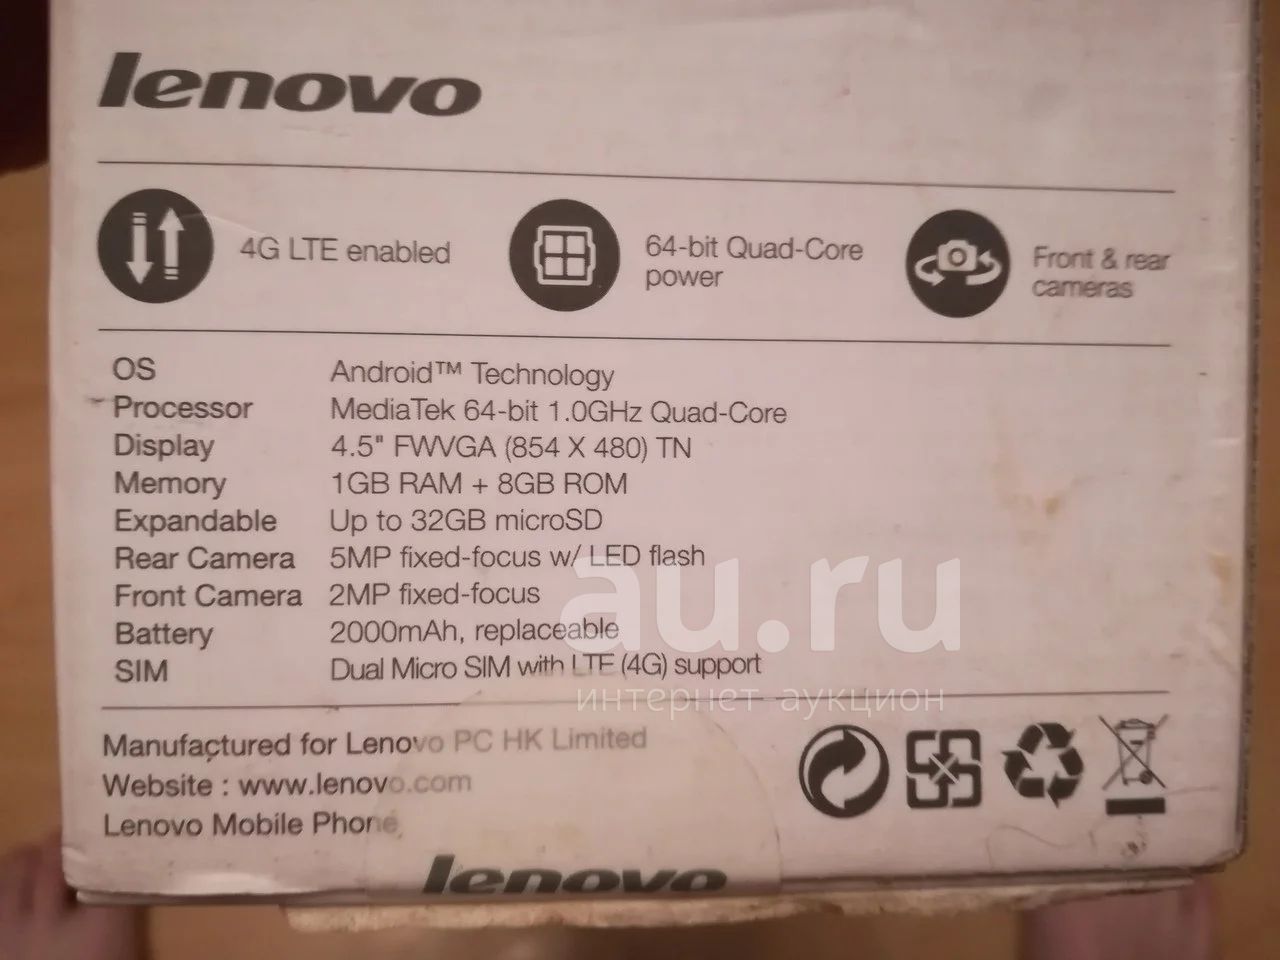 lenovo
4G LTE enabled
64-bit Quad-Core
power
Front & rear
cameras
OS Android™ Technology
Processor MediaTek 64-bit 1.0GHz Quad-Core
Display 4.5" FWVGA (854 X 480) TN
Memory 1GB RAM + 8GB ROM
Expandable Up to 32GB microSD
Rear Camera 5MP fixed-focus w/ LED flash
Front Camera 2MP fixed-focus
Battery 2000mAh, replaceable
SIM Dual Micro SIM with LTE (4G) support
au.ru
интернет-аукцион
Manufactured for Lenovo PC HK Limited
Website : www.lenovo.com
Lenovo Mobile Phone
lenovo